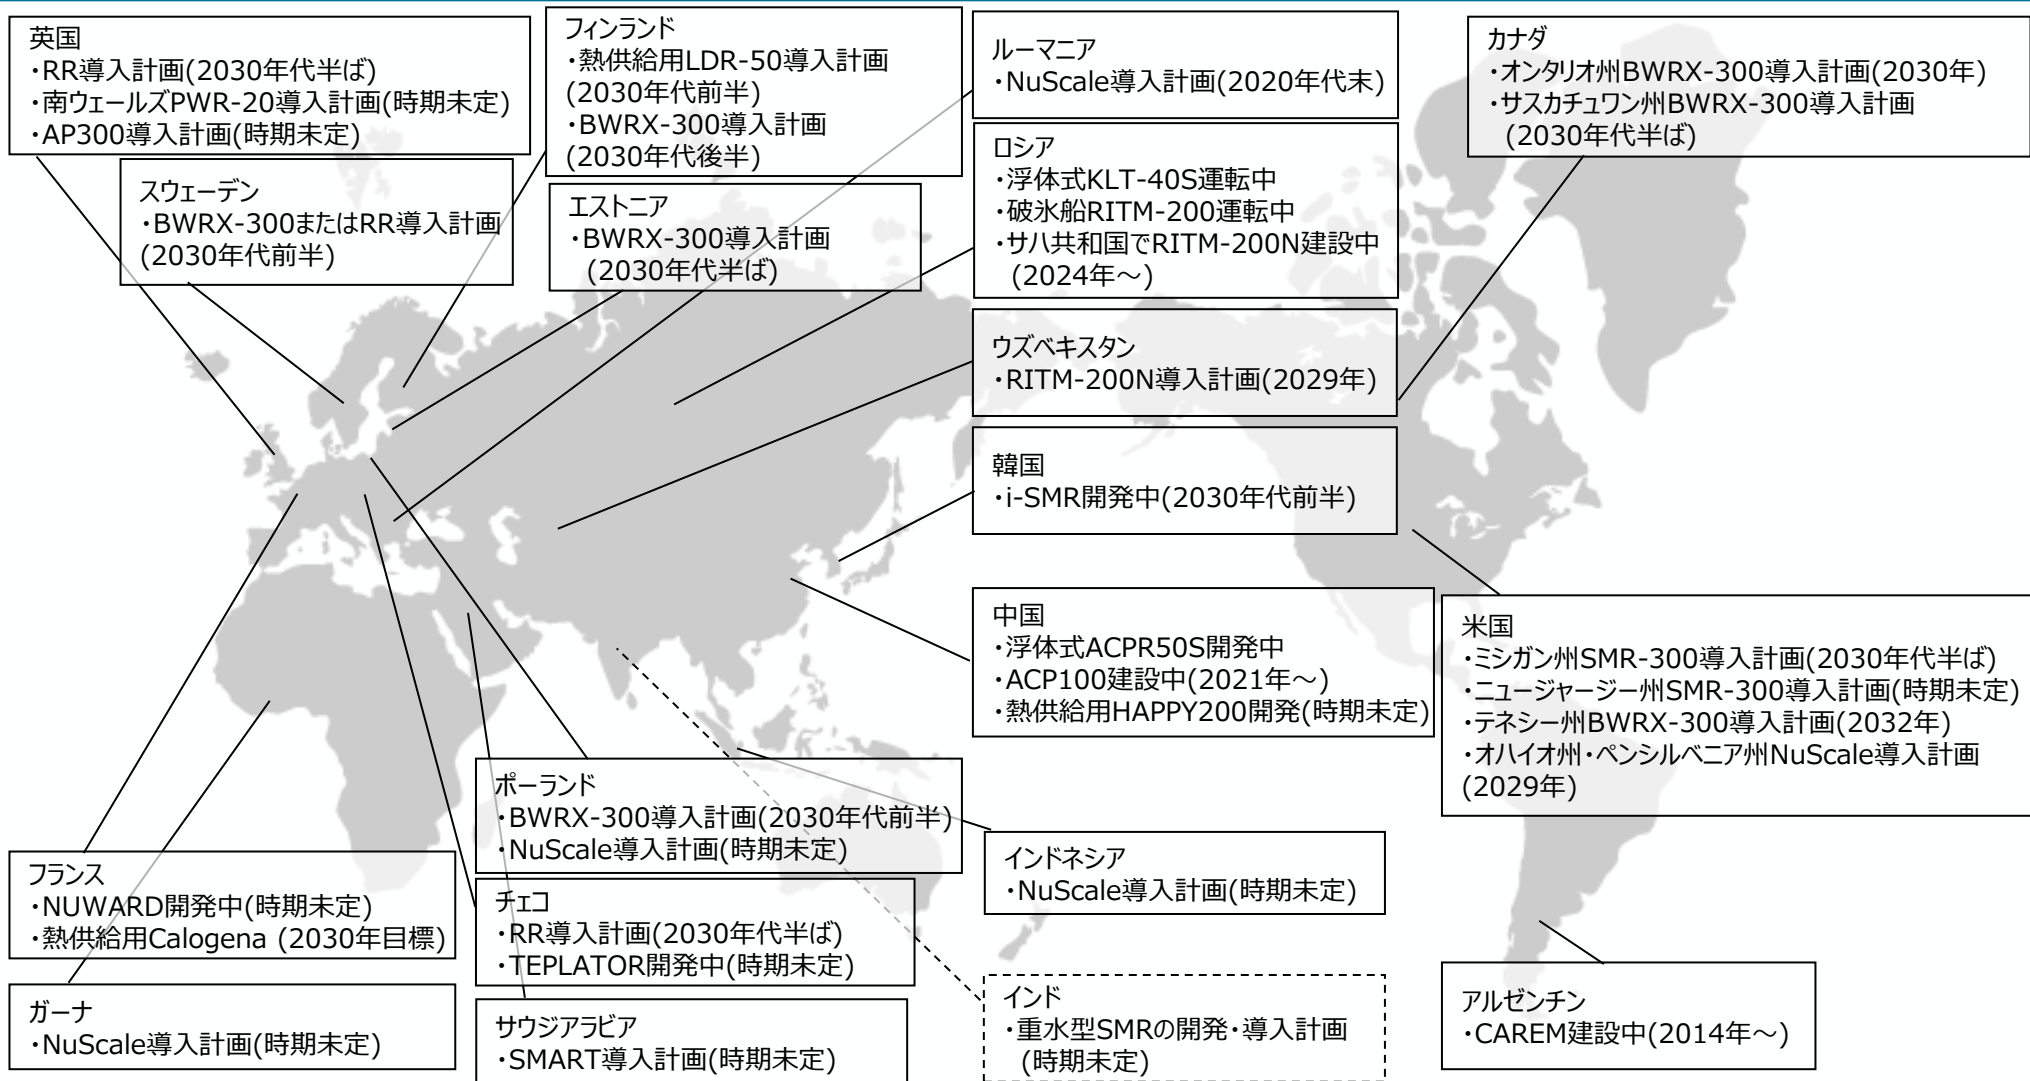 英国
・RR導入計画(2030年代半ば)
・南ウェールズPWR-20導入計画(時期未定)
・AP300導入計画(時期未定)
フィンランド
・熱供給用LDR-50導入計画
(2030年代前半)
・BWRX-300導入計画
(2030年代後半)
ルーマニア
・NuScale導入計画(2020年代末)
カナダ
・オンタリオ州BWRX-300導入計画(2030年)
・サスカチュワン州BWRX-300導入計画
(2030年代半ば)
スウェーデン
・BWRX-300またはRR導入計画
(2030年代前半)
エストニア
・BWRX-300導入計画
(2030年代半ば)
ロシア
・浮体式KLT-40S運転中
・破氷船RITM-200運転中
・サハ共和国でRITM-200N建設中
(2024年～)
ウズベキスタン
・RITM-200N導入計画(2029年)
韓国
・i-SMR開発中(2030年代前半)
中国
・浮体式ACPR50S開発中
・ACP100建設中(2021年～)
・熱供給用HAPPY200開発(時期未定)
米国
・ミシガン州SMR-300導入計画(2030年代半ば)
・ニュージャージー州SMR-300導入計画(時期未定)
・テネシー州BWRX-300導入計画(2032年)
・オハイオ州・ペンシルベニア州NuScale導入計画
(2029年)
ポーランド
・BWRX-300導入計画(2030年代前半)
・NuScale導入計画(時期未定)
インドネシア
・NuScale導入計画(時期未定)
フランス
・NUWARD開発中(時期未定)
・熱供給用Calogena (2030年目標)
チェコ
・RR導入計画(2030年代半ば)
・TEPLATOR開発中(時期未定)
ガーナ
・NuScale導入計画(時期未定)
サウジアラビア
・SMART導入計画(時期未定)
インド
・重水型SMRの開発・導入計画
(時期未定)
アルゼンチン
・CAREM建設中(2014年～)